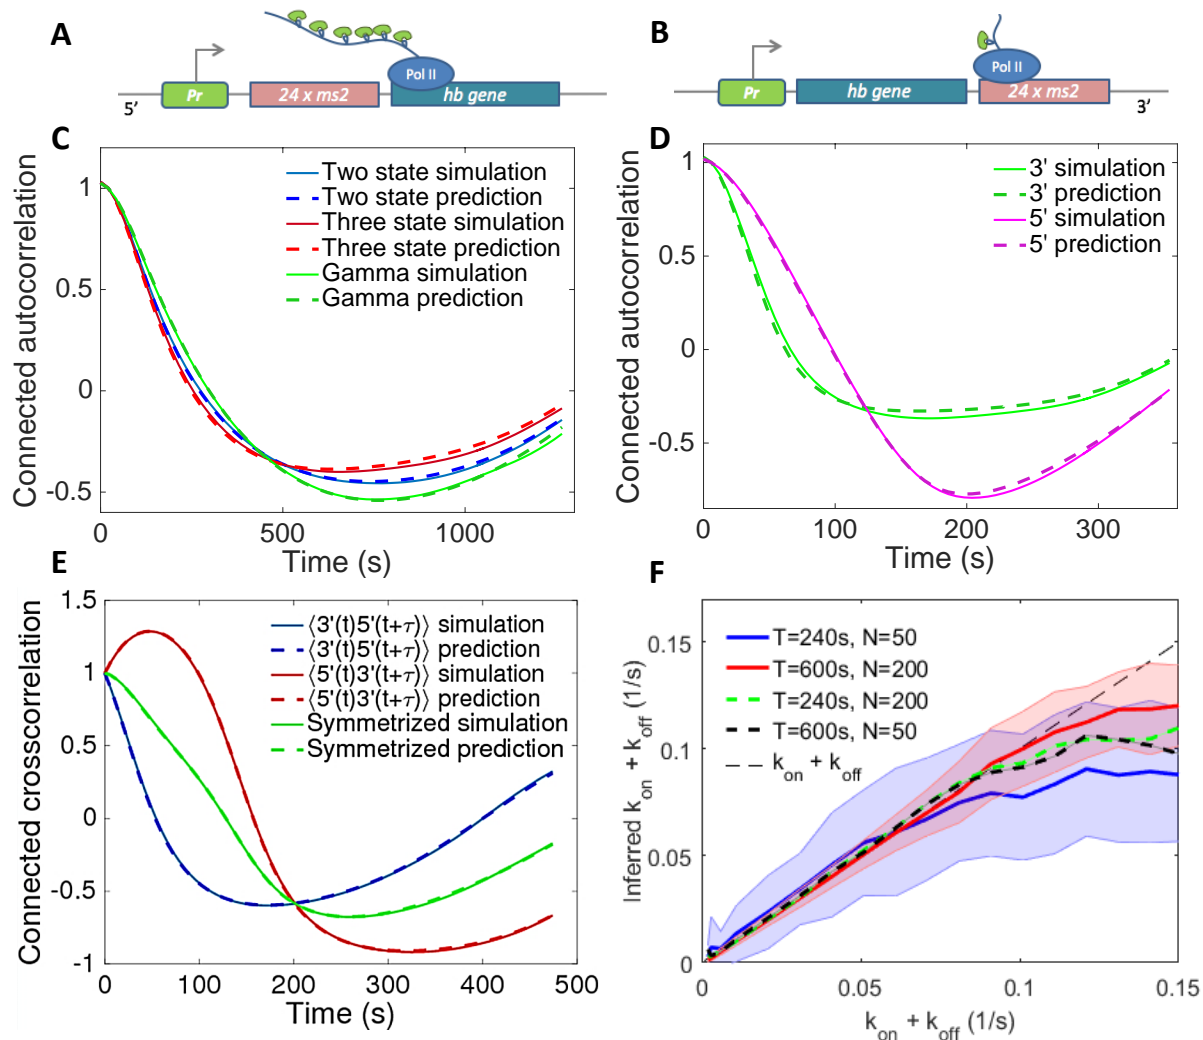 A
Pol II
5’
Pr
24 x ms2
hb gene
B
Pol II
Pr
hb gene
24 x ms2
3’
C
Connected autocorrelation
1
0.5
0
-0.5
Two state simulation
Two state prediction
Three state simulation
Three state prediction
Gamma simulation
Gamma prediction
0
500
1000
Time (s)
D
Connected autocorrelation
1
0.5
0
-0.5
3' simulation
3' prediction
5' simulation
5' prediction
0
100
200
300
Time (s)
E
Connected crosscorrelation
1.5
1
0.5
0
-0.5
-1
⟨3'(t)5'(t+τ)⟩ simulation
⟨3'(t)5'(t+τ)⟩ prediction
⟨5'(t)3'(t+τ)⟩ simulation
⟨5'(t)3'(t+τ)⟩ prediction
Symmetrized simulation
Symmetrized prediction
0
100
200
300
400
500
Time (s)
F
Inferred k_on + k_off (1/s)
0.15
0.1
0.05
0
T=240s, N=50
T=600s, N=200
T=240s, N=200
T=600s, N=50
k_on + k_off
0
0.05
0.1
0.15
k_on + k_off (1/s)